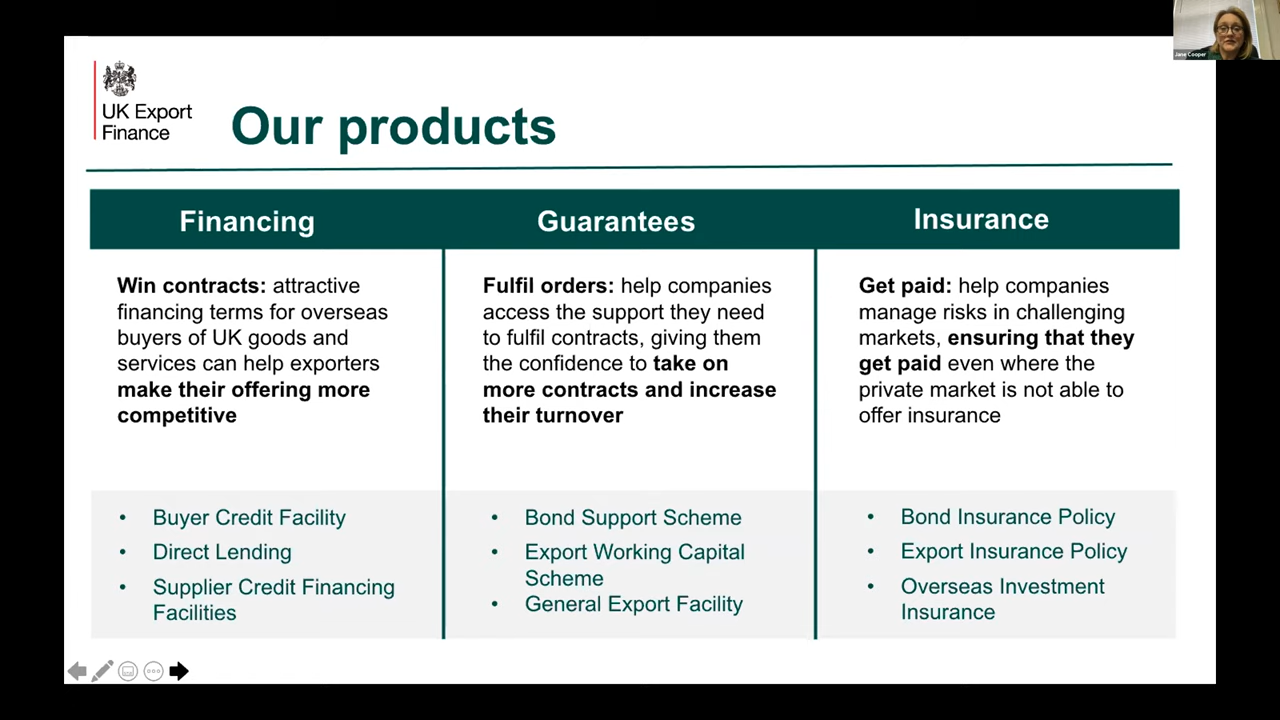 Jane Cooper
UK Export
Finance
Our products
Financing
Guarantees
Insurance
Win contracts: attractive
financing terms for overseas
buyers of UK goods and
services can help exporters
make their offering more
competitive
Fulfil orders: help companies
access the support they need
to fulfil contracts, giving them
the confidence to take on
more contracts and increase
their turnover
Get paid: help companies
manage risks in challenging
markets, ensuring that they
get paid even where the
private market is not able to
offer insurance
• Buyer Credit Facility
• Direct Lending
• Supplier Credit Financing
Facilities
• Bond Support Scheme
• Export Working Capital
Scheme
• General Export Facility
• Bond Insurance Policy
• Export Insurance Policy
• Overseas Investment
Insurance